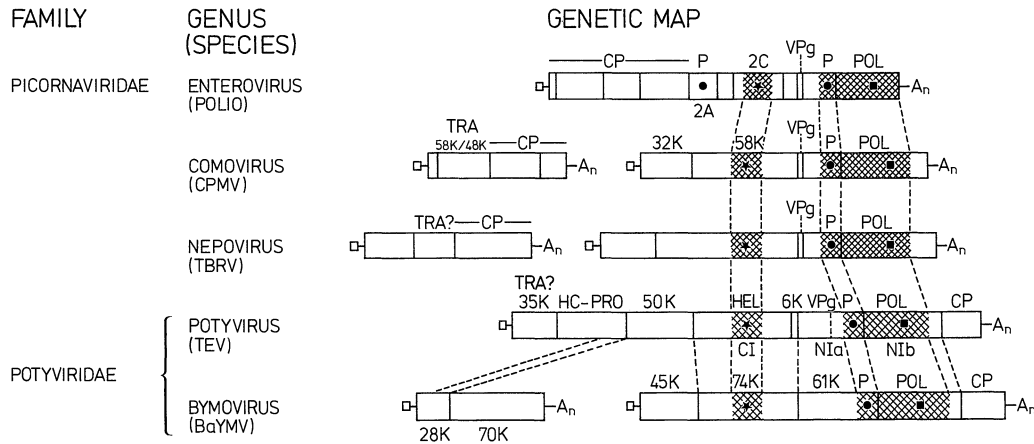 FAMILY GENUS GENETIC MAP
(SPECIES)
VPg
CP P 2C P POL
PICORNAVIRIDAE ENTEROVIRUS An
(POLIO)
2A
TRA VPg
58K/48K CP 32K 58K P POL
COMOVIRUS An An
(CPMV)
VPg
TRA? CP P POL
NEPOVIRUS An An
(TBRV)
TRA?
35K HC-PRO 50K HEL 6K VPg P POL CP
POTYVIRUS An
(TEV) CI NIa NIb
POTYVIRIDAE
45K 74K 61K P POL CP
BYMOVIRUS An An
(BaYMV)
28K 70K